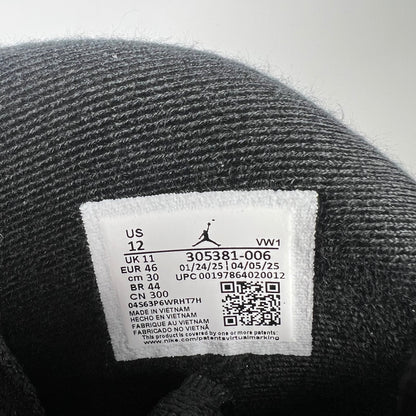 US
12
VW1
UK 11
305381-006
EUR 46
01/24/25 04/05/25
cm 30
UPC 00197864020012
BR 44
CN 300
04S63P6WRHT7H
MADE IN VIETNAM
HECHO EN VIETNAM
FABRIQUE AU VIETNAM
FABRICADO NO VIETNÃ
This product may be covered by one or more patents:
www.nike.com/patentsvirtualmarking